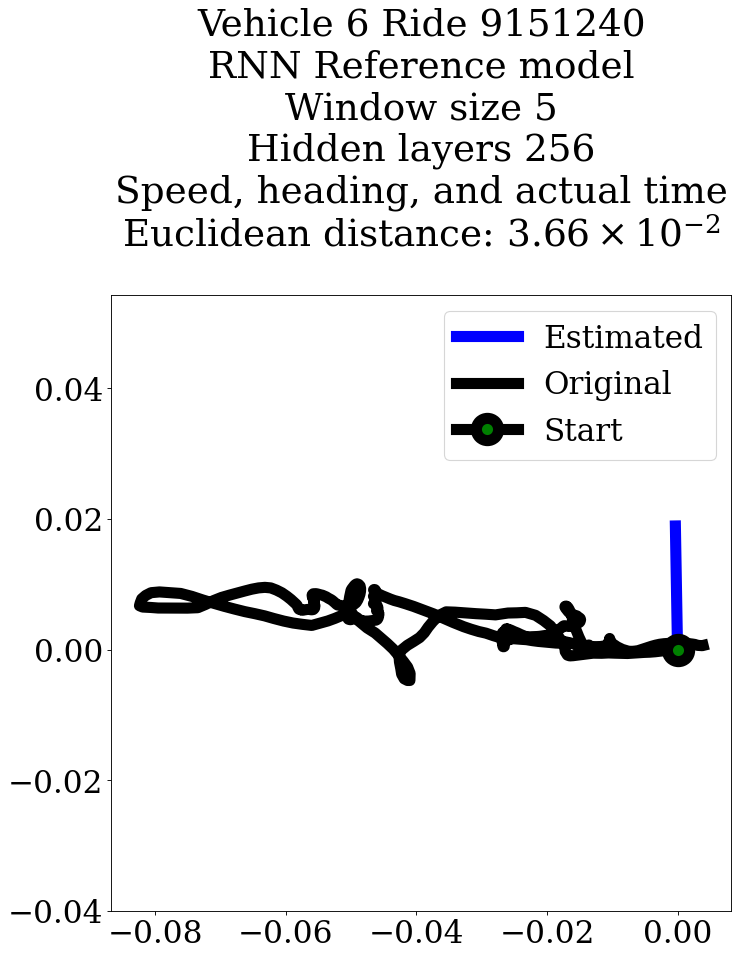 Vehicle 6 Ride 9151240
RNN Reference model
Window size 5
Hidden layers 256
Speed, heading, and actual time
Euclidean distance: 3.66 × 10⁻²
Estimated
Original
Start
0.04
0.02
0.00
−0.02
−0.04
−0.08 −0.06 −0.04 −0.02 0.00